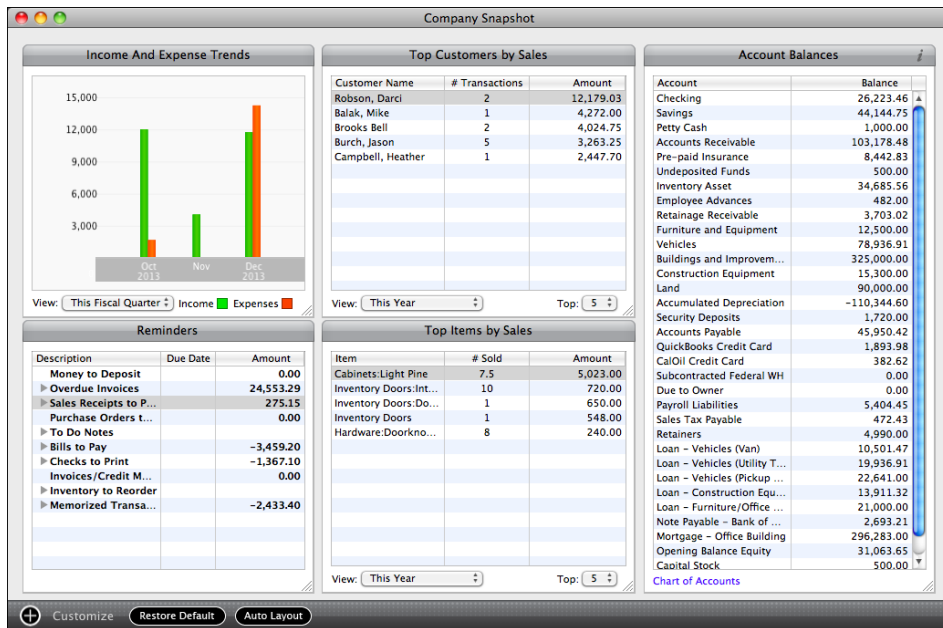 Company Snapshot
Income And Expense Trends
15,000
12,000
9,000
6,000
3,000
Oct
2013
Nov
Dec
2013
View: This Fiscal Quarter Income Expenses
Top Customers by Sales
Customer Name # Transactions Amount
Robson, Darci 2 12,179.03
Balak, Mike 1 4,272.00
Brooks Bell 2 4,024.75
Burch, Jason 5 3,263.25
Campbell, Heather 1 2,447.70
View: This Year Top: 5
Account Balances i
Account Balance
Checking 26,223.46
Savings 44,144.75
Petty Cash 1,000.00
Accounts Receivable 103,178.48
Pre-paid Insurance 8,442.83
Undeposited Funds 500.00
Inventory Asset 34,685.56
Employee Advances 482.00
Retainage Receivable 3,703.02
Furniture and Equipment 12,500.00
Vehicles 78,936.91
Buildings and Improvem... 325,000.00
Construction Equipment 15,300.00
Land 90,000.00
Accumulated Depreciation -110,344.60
Security Deposits 1,720.00
Accounts Payable 45,950.42
QuickBooks Credit Card 1,893.98
CalOil Credit Card 382.62
Subcontracted Federal WH 0.00
Due to Owner 0.00
Payroll Liabilities 5,404.45
Sales Tax Payable 472.43
Retainers 4,990.00
Loan - Vehicles (Van) 10,501.47
Loan - Vehicles (Utility T... 19,936.91
Loan - Vehicles (Pickup ... 22,641.00
Loan - Construction Equ... 13,911.32
Loan - Furniture/Office ... 21,000.00
Note Payable - Bank of ... 2,693.21
Mortgage - Office Building 296,283.00
Opening Balance Equity 31,063.65
Capital Stock 500.00
Chart of Accounts
Reminders
Description Due Date Amount
Money to Deposit 0.00
Overdue Invoices 24,553.29
Sales Receipts to P... 275.15
Purchase Orders t... 0.00
To Do Notes
Bills to Pay -3,459.20
Checks to Print -1,367.10
Invoices/Credit M... 0.00
Inventory to Reorder
Memorized Transa... -2,433.40
Top Items by Sales
Item # Sold Amount
Cabinets:Light Pine 7.5 5,023.00
Inventory Doors:Int... 10 720.00
Inventory Doors:Do... 1 650.00
Inventory Doors 1 548.00
Hardware:Doorkno... 8 240.00
View: This Year Top: 5
Customize Restore Default Auto Layout